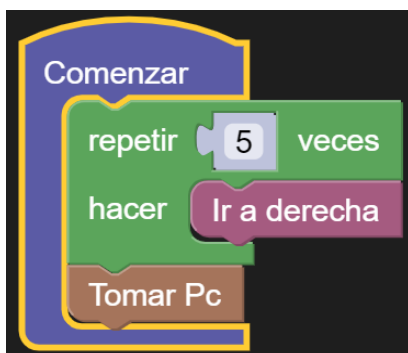 Comenzar
repetir 5 veces
hacer Ir a derecha
Tomar Pc